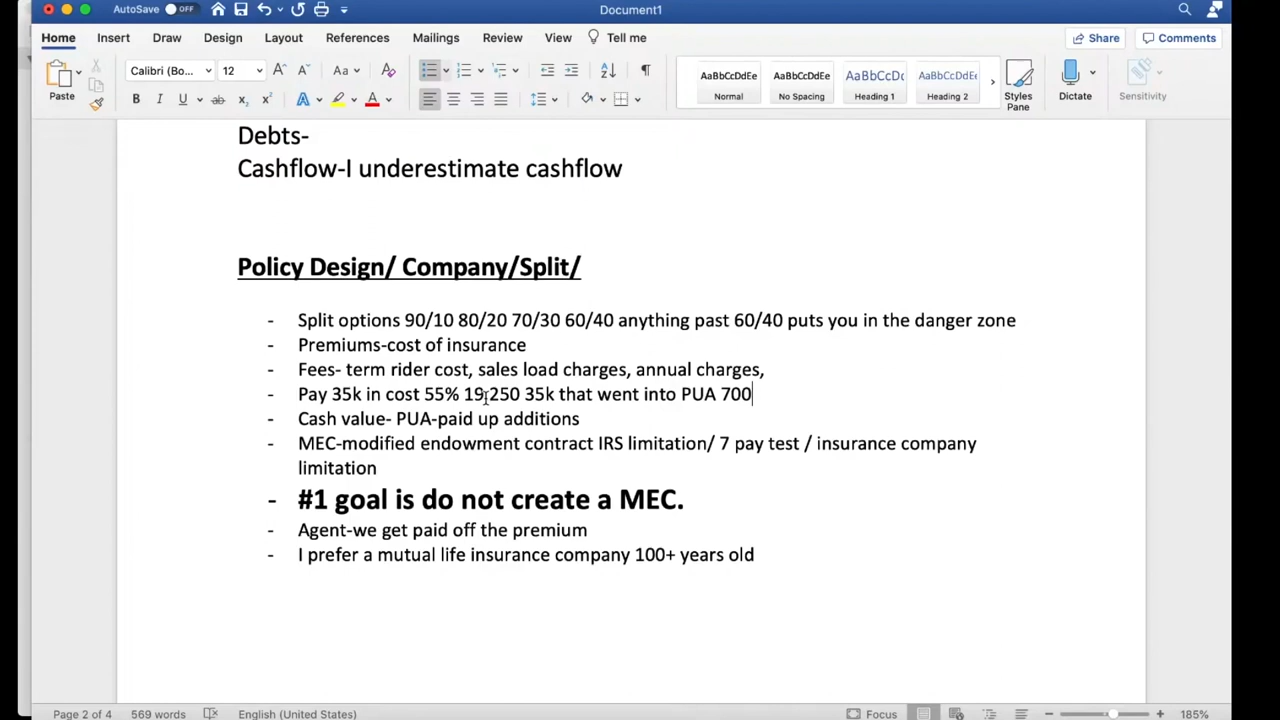 AutoSave OFF Document1
Home Insert Draw Design Layout References Mailings Review View Tell me Share Comments
Paste Calibri (Bo... 12 A A Aa A B I U ab x2 x2 A A AaBbCcDdEe Normal AaBbCcDdEe No Spacing AaBbCcDc Heading 1 AaBbCcDdEe Heading 2 Styles Pane Dictate Sensitivity
Debts-
Cashflow-I underestimate cashflow
Policy Design/ Company/Split/
- Split options 90/10 80/20 70/30 60/40 anything past 60/40 puts you in the danger zone
- Premiums-cost of insurance
- Fees- term rider cost, sales load charges, annual charges,
- Pay 35k in cost 55% 19,250 35k that went into PUA 700
- Cash value- PUA-paid up additions
- MEC-modified endowment contract IRS limitation/ 7 pay test / insurance company
limitation
- #1 goal is do not create a MEC.
- Agent-we get paid off the premium
- I prefer a mutual life insurance company 100+ years old
Page 2 of 4 569 words English (United States) Focus 185%